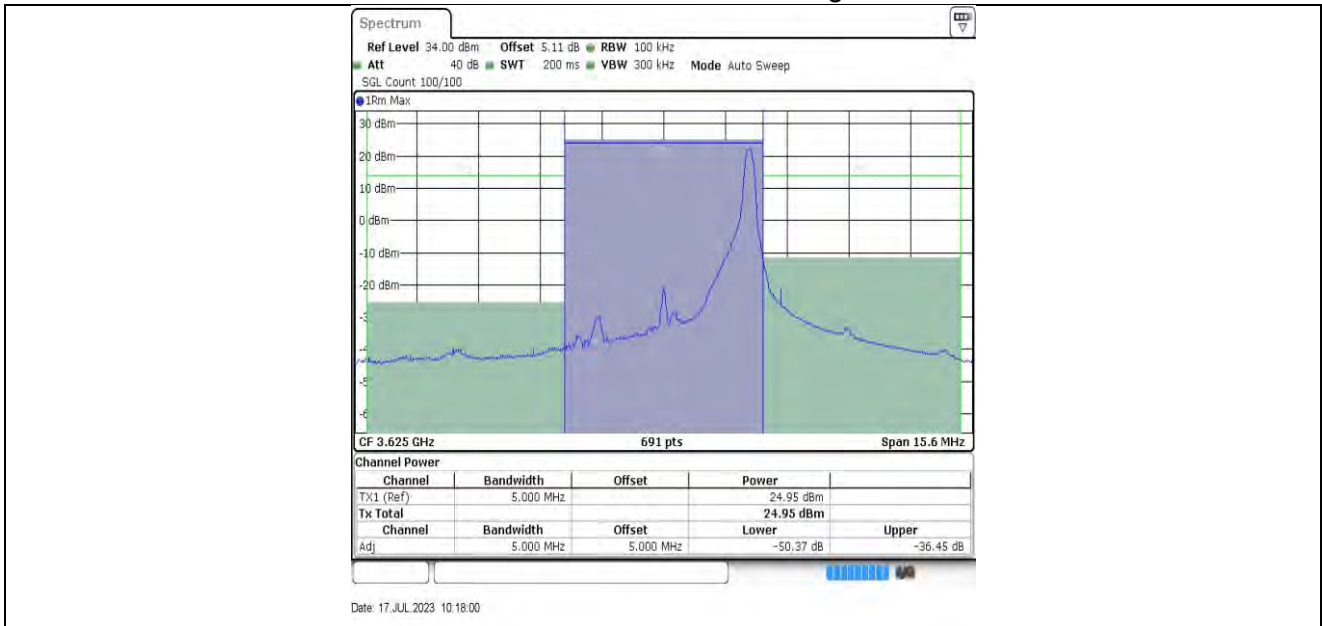 Spectrum
Ref Level 34.00 dBm Offset 5.11 dB RBW 100 kHz
Att 40 dB SWT 200 ms VBW 300 kHz Mode Auto Sweep
SGL Count 100/100
1Rm Max
30 dBm
20 dBm
10 dBm
0 dBm
-10 dBm
-20 dBm
CF 3.625 GHz 691 pts Span 15.6 MHz
Channel Power
Channel Bandwidth Offset Power
TX1 (Ref) 5.000 MHz 24.95 dBm
Tx Total 24.95 dBm
Channel Bandwidth Offset Lower Upper
Adj 5.000 MHz 5.000 MHz -50.37 dB -36.45 dB
Date: 17.JUL.2023 10:18:00